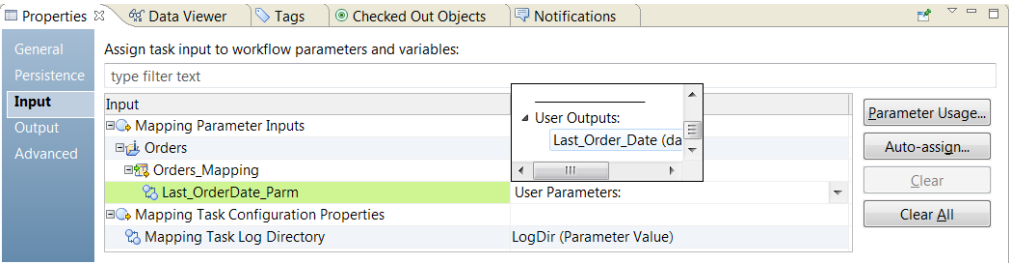 Properties Data Viewer Tags Checked Out Objects Notifications
General
Persistence
Input
Output
Advanced
Assign task input to workflow parameters and variables:
type filter text
Input
Mapping Parameter Inputs
Orders
Orders_Mapping
Last_OrderDate_Parm
User Parameters:
Mapping Task Configuration Properties
Mapping Task Log Directory
LogDir (Parameter Value)
User Outputs:
Last_Order_Date (da
Parameter Usage...
Auto-assign...
Clear
Clear All